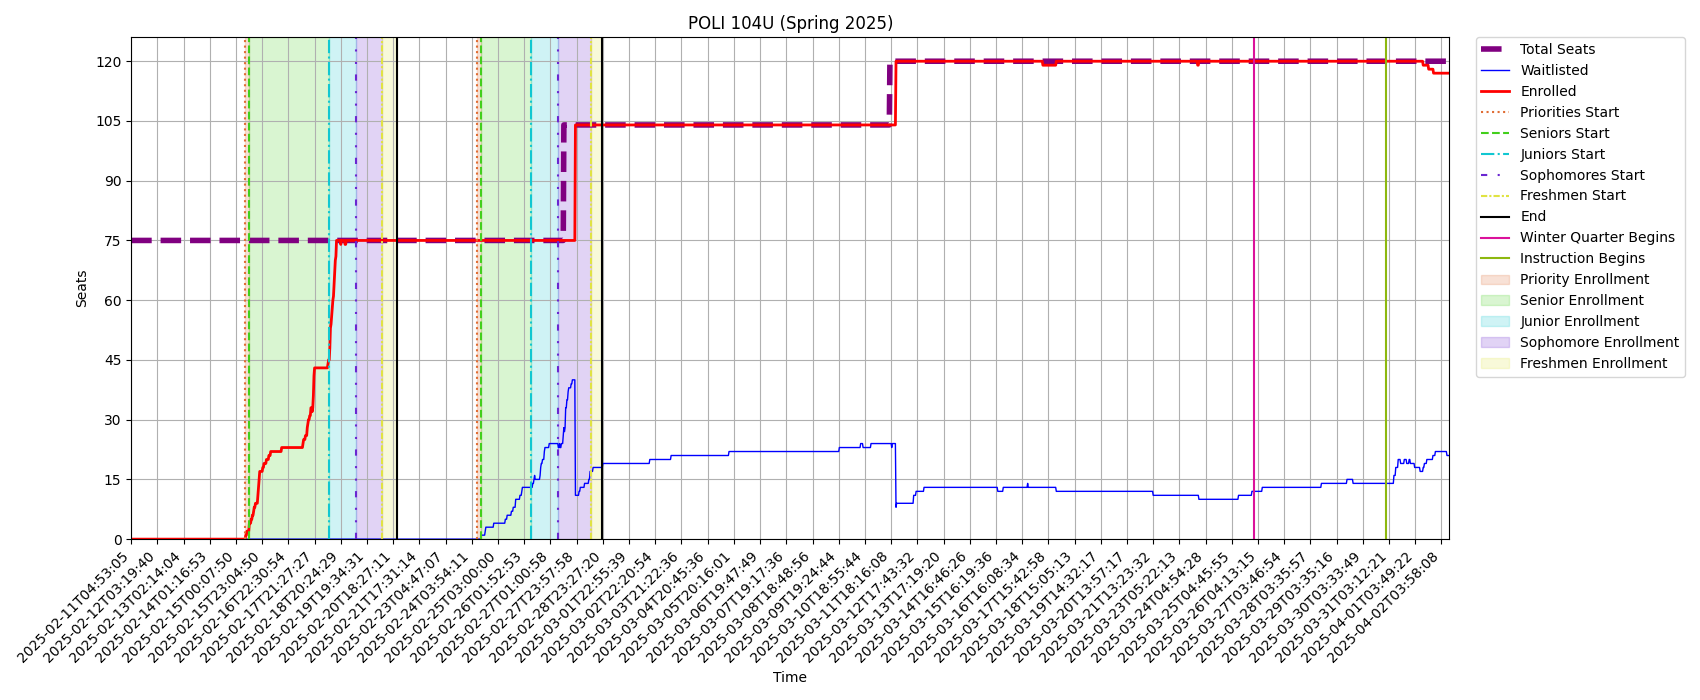 POLI 104U (Spring 2025)
Seats
120
105
90
75
60
45
30
15
0
2025-02-11T04:53:05
2025-02-12T03:19:40
2025-02-13T02:14:04
2025-02-14T01:16:53
2025-02-15T00:07:50
2025-02-15T23:04:50
2025-02-16T22:30:54
2025-02-17T21:27:27
2025-02-18T20:24:29
2025-02-19T19:34:31
2025-02-20T18:27:11
2025-02-21T17:31:14
2025-02-23T04:47:07
2025-02-24T03:54:11
2025-02-25T03:00:00
2025-02-26T01:52:53
2025-02-27T01:00:58
2025-02-27T23:57:58
2025-02-28T23:27:20
2025-03-01T22:55:39
2025-03-02T22:20:54
2025-03-03T21:22:36
2025-03-04T20:45:36
2025-03-05T20:16:01
2025-03-06T19:47:49
2025-03-07T19:17:36
2025-03-08T18:48:56
2025-03-09T19:24:44
2025-03-10T18:55:44
2025-03-11T18:16:08
2025-03-12T17:43:32
2025-03-13T17:19:20
2025-03-14T16:46:26
2025-03-15T16:19:36
2025-03-16T16:08:34
2025-03-17T15:42:58
2025-03-18T15:05:13
2025-03-19T14:32:17
2025-03-20T13:57:17
2025-03-21T13:23:32
2025-03-23T05:22:13
2025-03-24T04:54:28
2025-03-25T04:45:55
2025-03-26T04:13:15
2025-03-27T03:46:54
2025-03-28T03:35:57
2025-03-29T03:35:16
2025-03-30T03:33:49
2025-03-31T03:12:21
2025-04-01T03:49:22
2025-04-02T03:58:08
Time
Total Seats
Waitlisted
Enrolled
Priorities Start
Seniors Start
Juniors Start
Sophomores Start
Freshmen Start
End
Winter Quarter Begins
Instruction Begins
Priority Enrollment
Senior Enrollment
Junior Enrollment
Sophomore Enrollment
Freshmen Enrollment